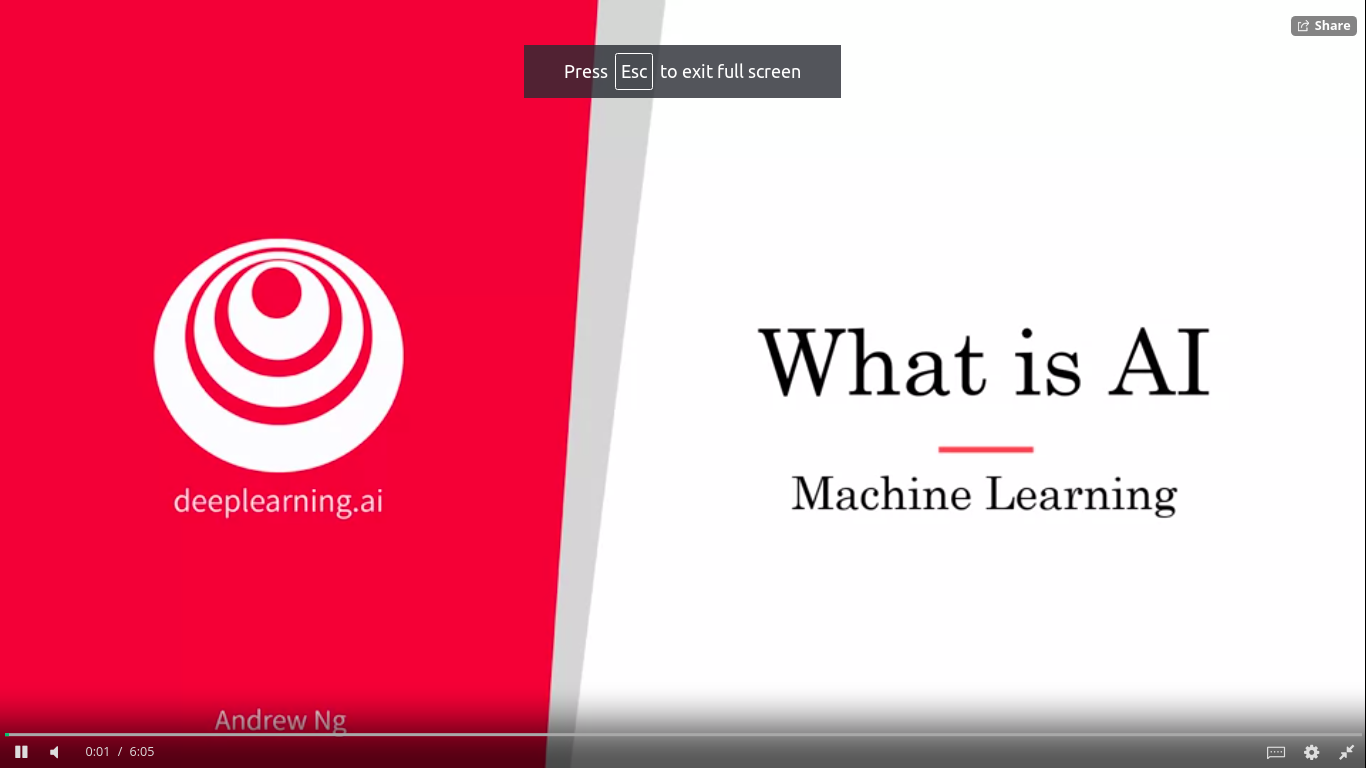 Share
Press Esc to exit full screen
What is AI
Machine Learning
deeplearning.ai
Andrew Ng
0:01 / 6:05